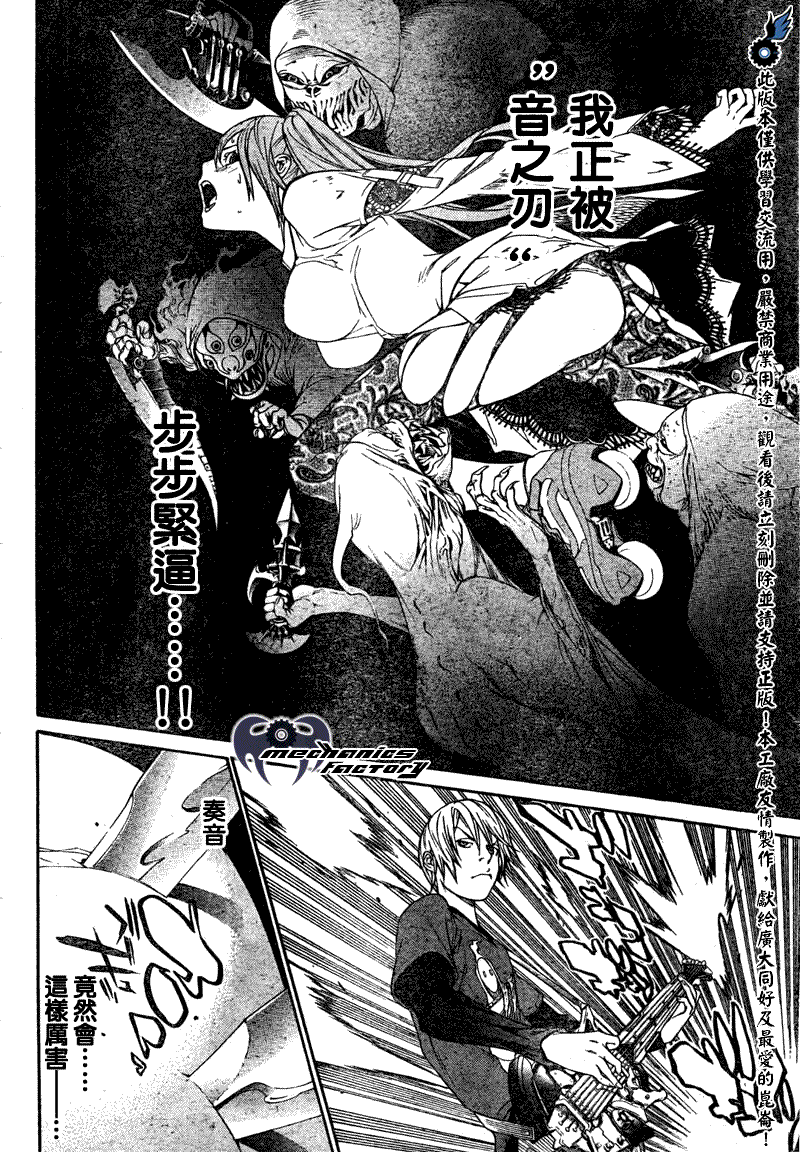 我正被
”音之刃“
步步緊逼……!!
mechanics
factory
奏音
竟然會……
這樣厲害——…
此版本僅供學習交流用，嚴禁商業用途，觀看後請立刻刪除並請支持正版！本工廠友情製作，獻給廣大同好及最愛的崑崙！